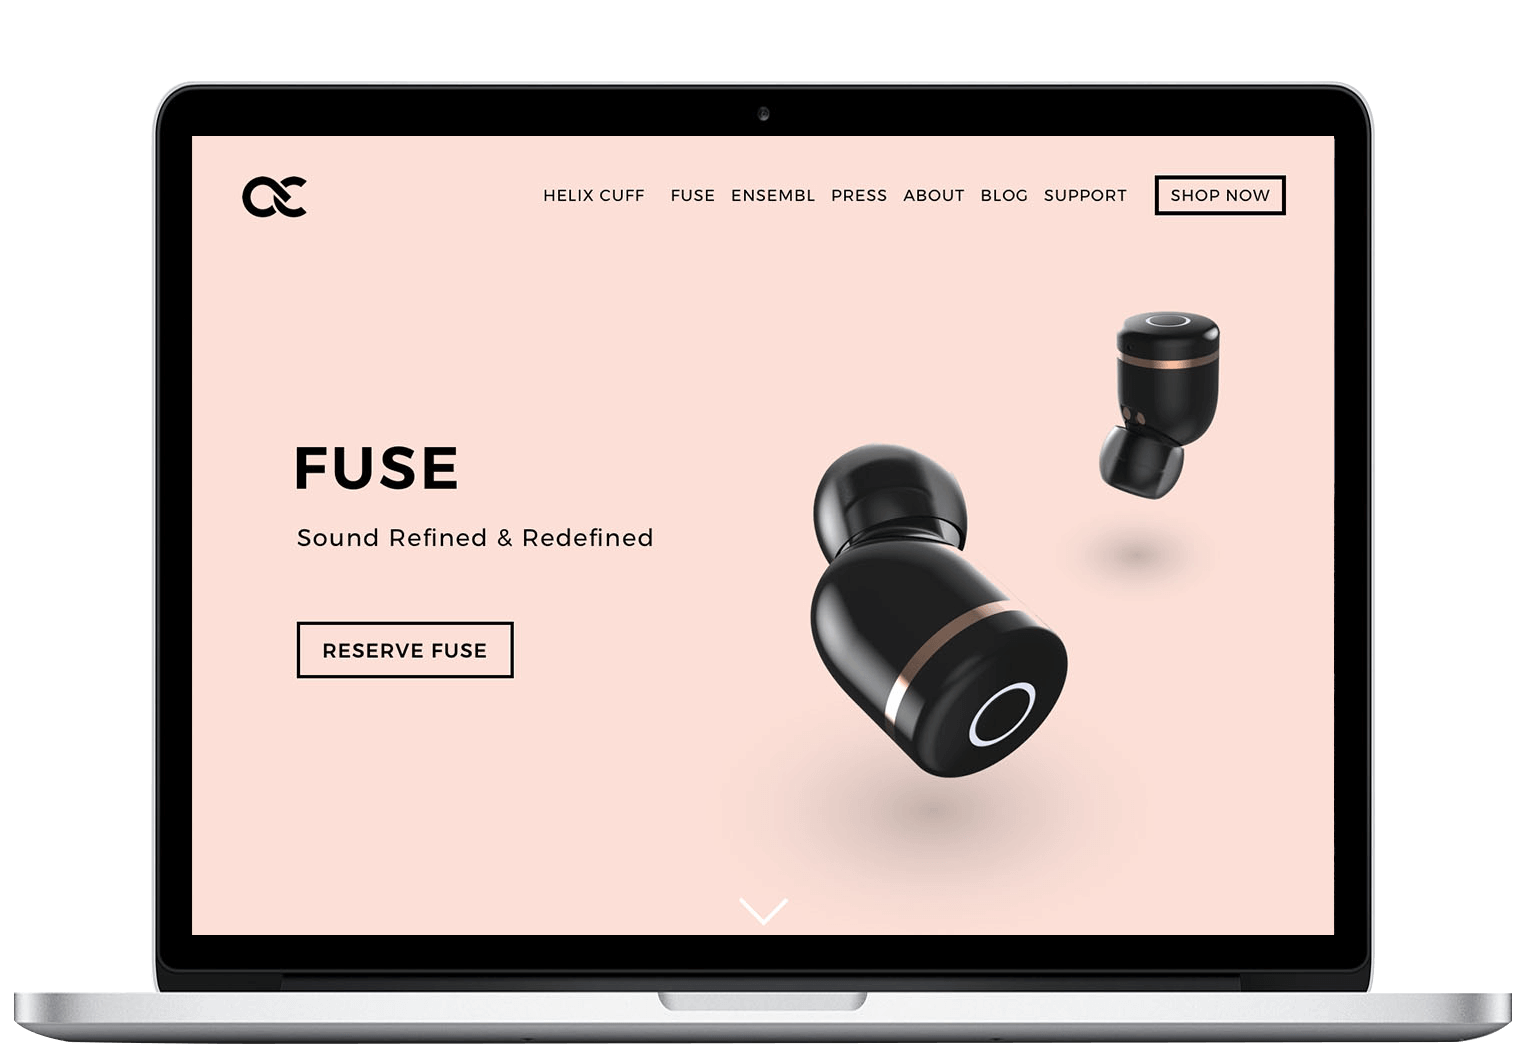 HELIX CUFF FUSE ENSEMBL PRESS ABOUT BLOG SUPPORT SHOP NOW
FUSE
Sound Refined & Redefined
RESERVE FUSE